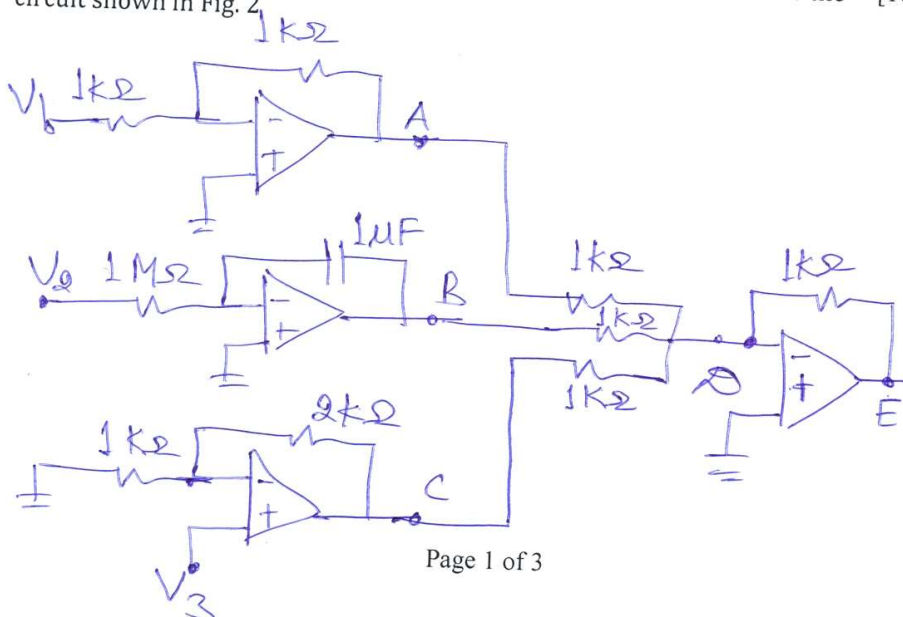 circuit shown in Fig. 2
1kΩ
V1 1kΩ
-
+
A
1μF
V2 1MΩ
-
+
B
1kΩ
1kΩ
1kΩ
1kΩ
D
-
+
E
1KΩ
2kΩ
-
+
C
V3
Page 1 of 3